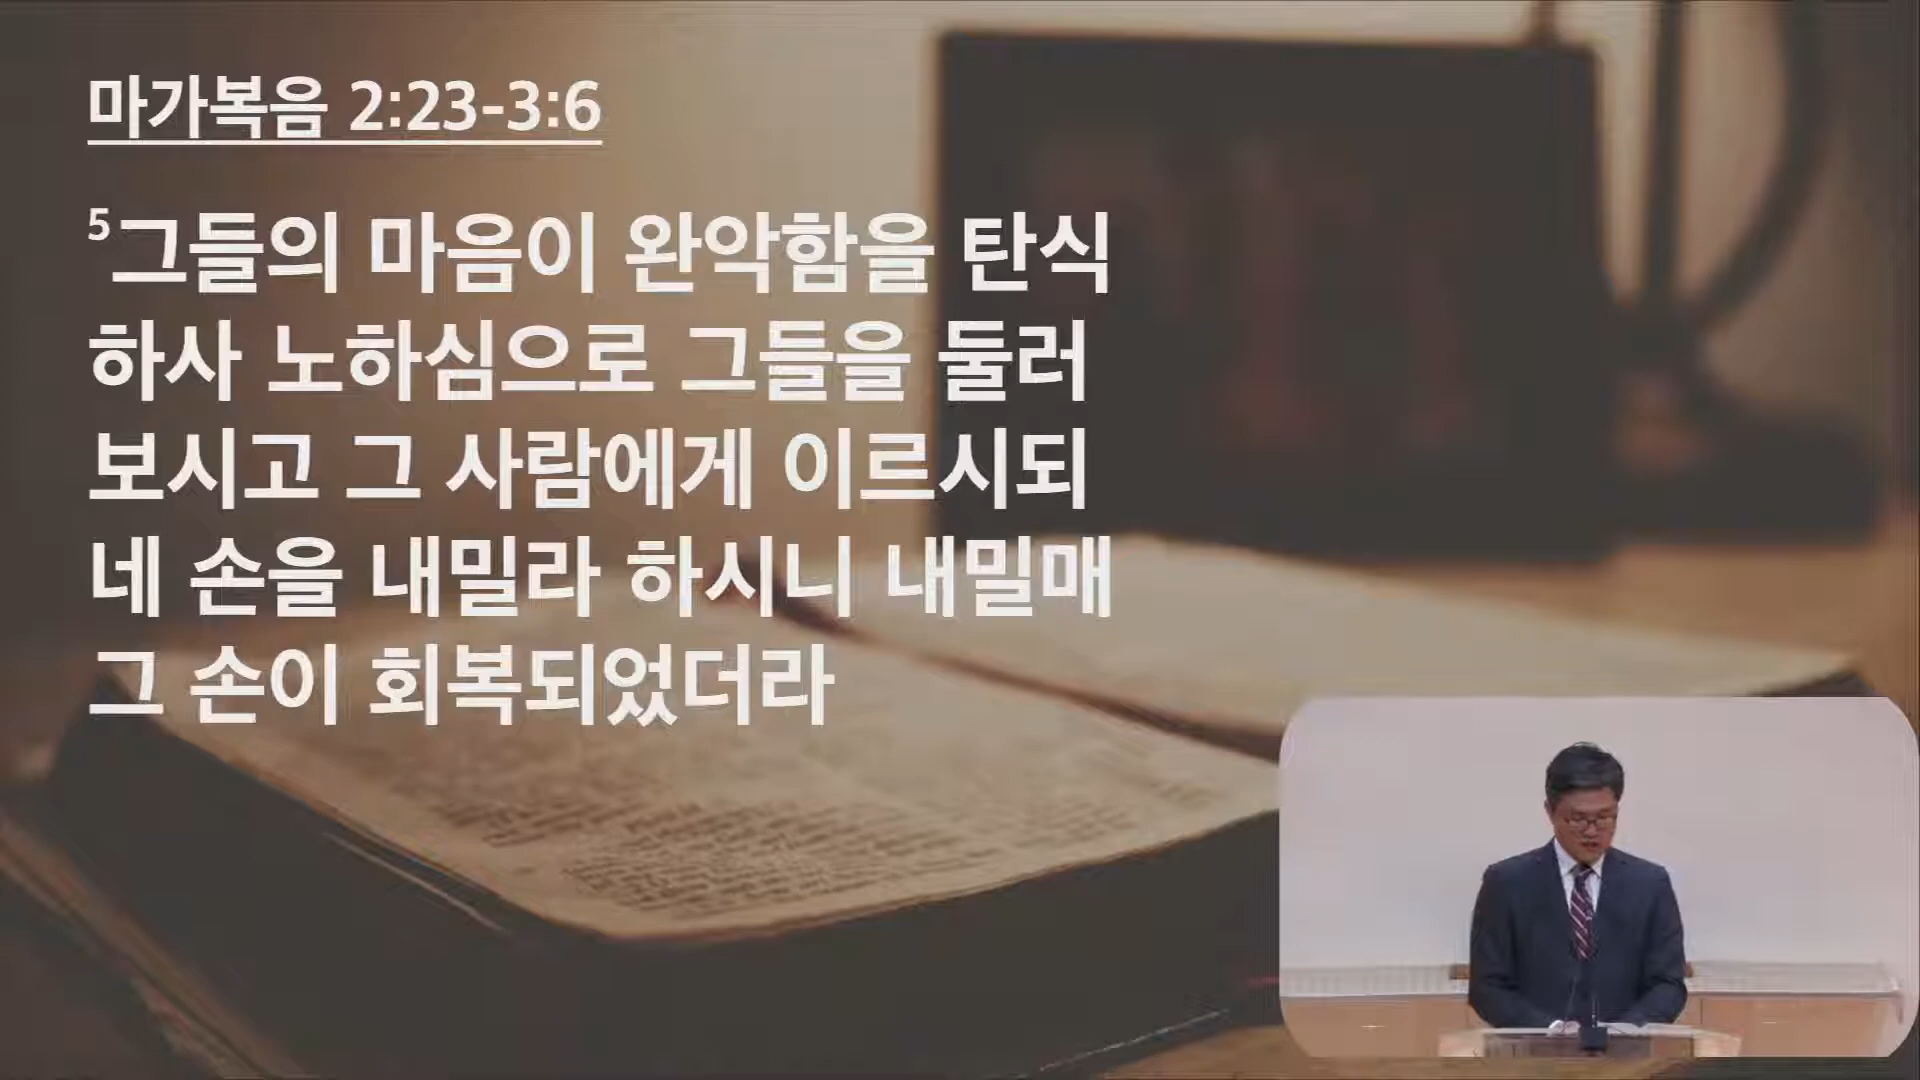 마가복음 2:23-3:6
5그들의 마음이 완악함을 탄식
하사 노하심으로 그들을 둘러
보시고 그 사람에게 이르시되
네 손을 내밀라 하시니 내밀매
그 손이 회복되었더라